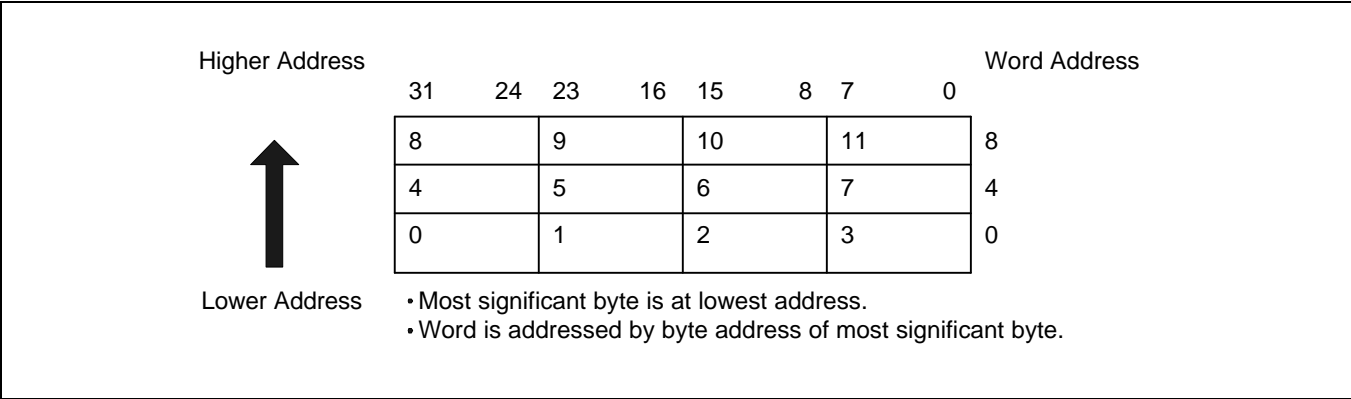 Higher Address Word Address
31 24 23 16 15 8 7 0
8 9 10 11 8
4 5 6 7 4
0 1 2 3 0
Lower Address • Most significant byte is at lowest address.
• Word is addressed by byte address of most significant byte.